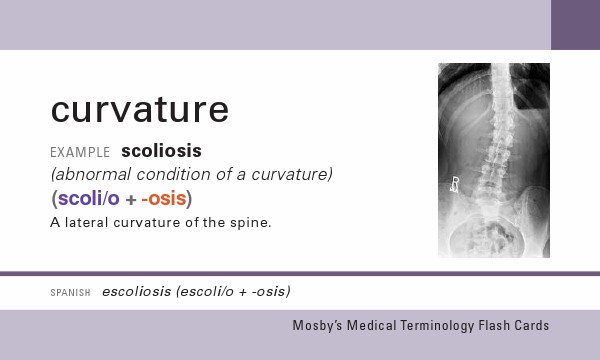 curvature
EXAMPLE scoliosis
(abnormal condition of a curvature)
(scoli/o + -osis)
A lateral curvature of the spine.
R
SPANISH escoliosis (escoli/o + -osis)
Mosby's Medical Terminology Flash Cards